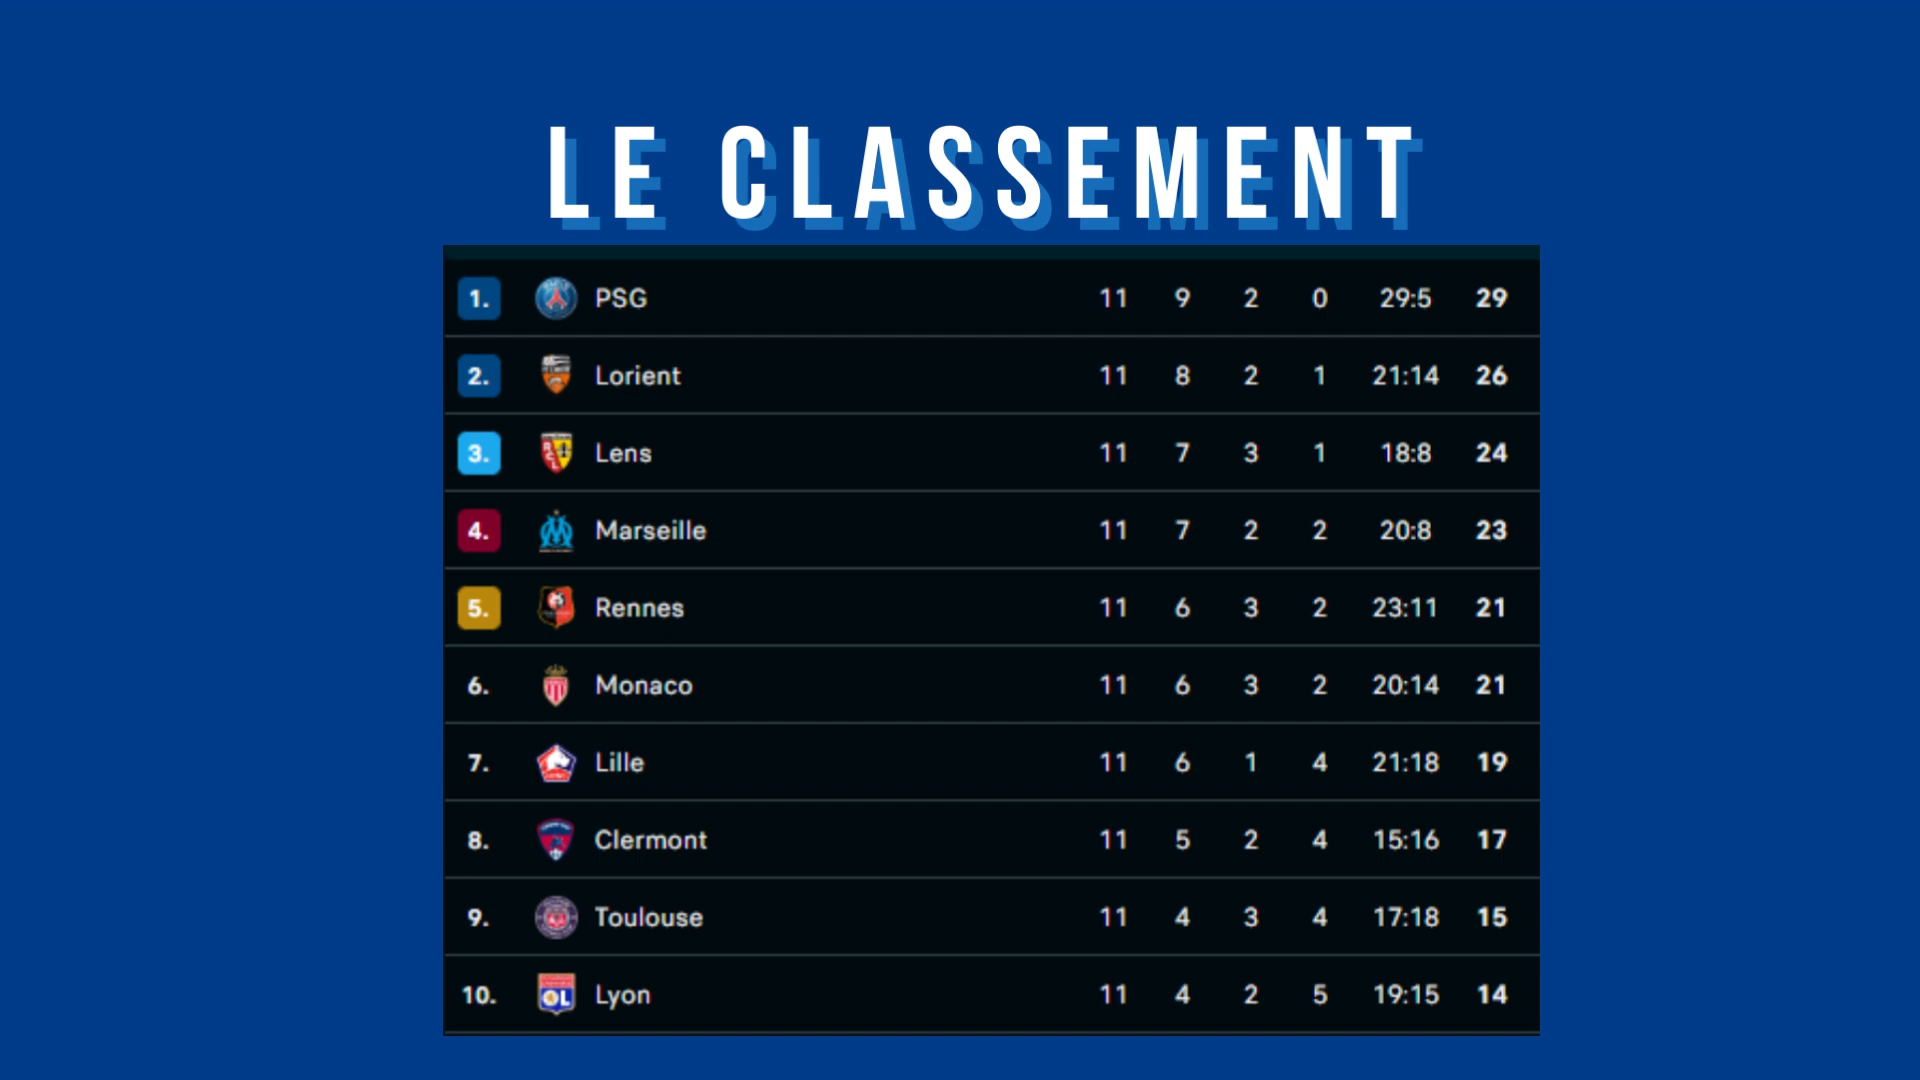 LE CLASSEMENT
1. PSG 11 9 2 0 29:5 29
2. Lorient 11 8 2 1 21:14 26
3. Lens 11 7 3 1 18:8 24
4. Marseille 11 7 2 2 20:8 23
5. Rennes 11 6 3 2 23:11 21
6. Monaco 11 6 3 2 20:14 21
7. Lille 11 6 1 4 21:18 19
8. Clermont 11 5 2 4 15:16 17
9. Toulouse 11 4 3 4 17:18 15
10. OL Lyon 11 4 2 5 19:15 14